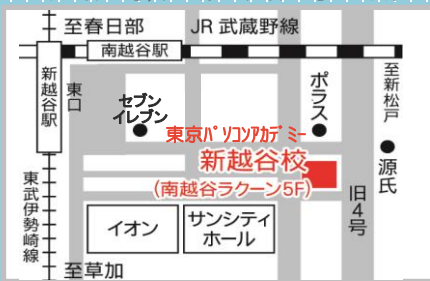 至春日部
JR 武蔵野線
南越谷駅
新越谷駅
東口
セブン
イレブン
ポラス
至新松戸
東京パソコンアカデミー
新越谷校
(南越谷ラクーン5F)
源氏
旧4号
東武伊勢崎線
イオン
サンシティ
ホール
至草加